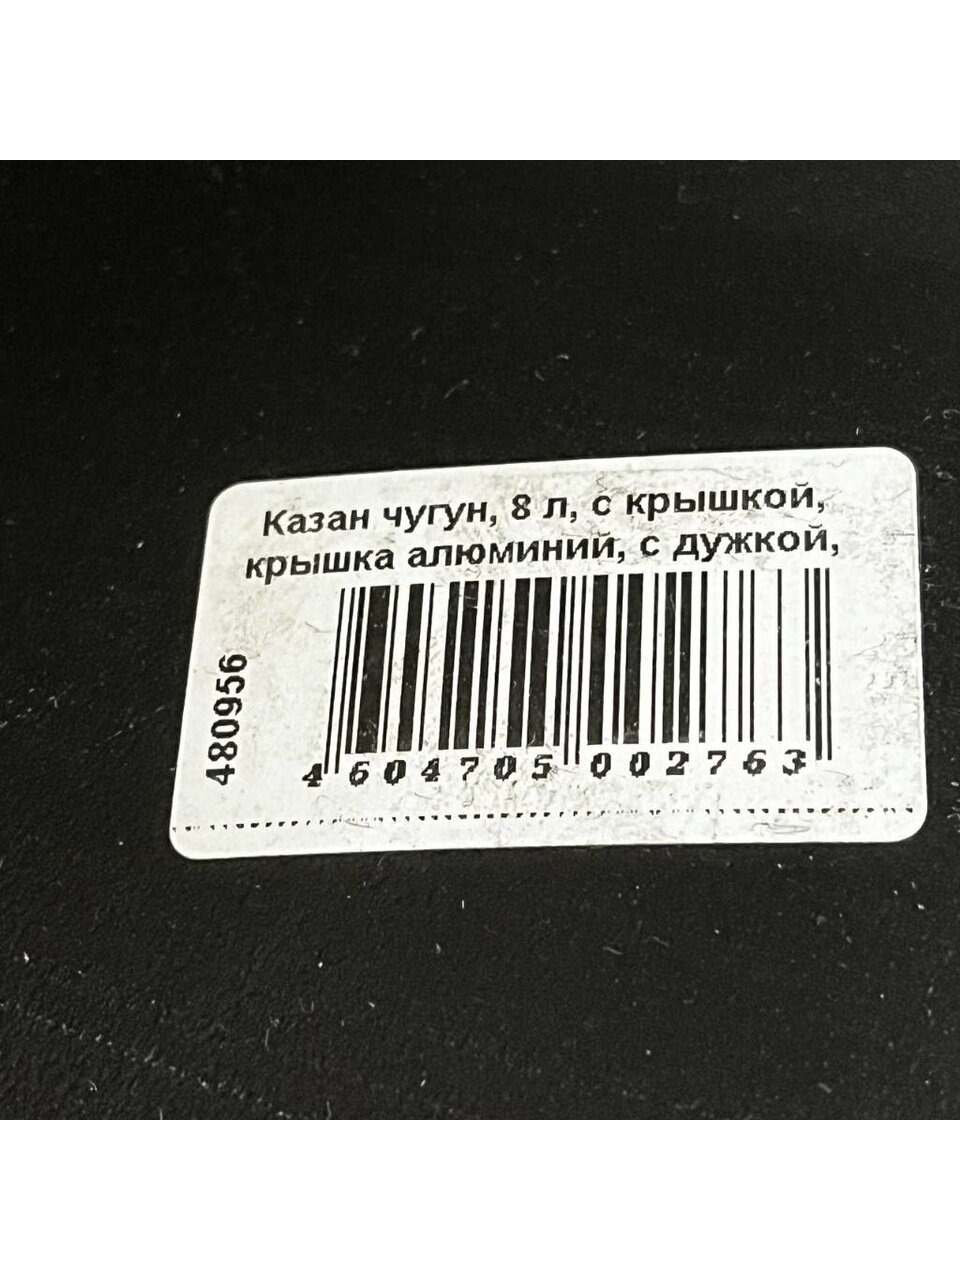 Казан чугун, 8 л, с крышкой,
крышка алюминий, с дужкой,
480956
4 604705 002763